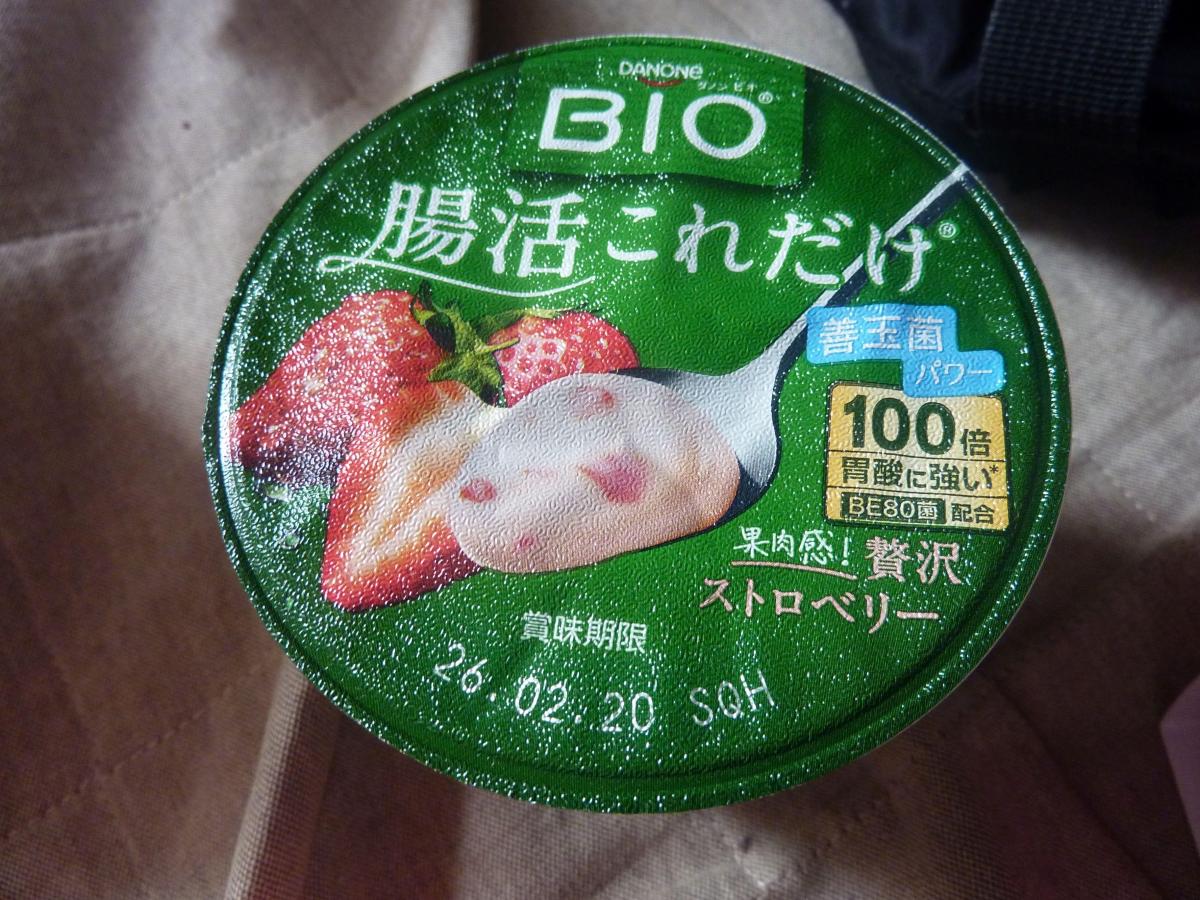 DANONE
ダノンビオ
BIO®
腸活これだけ®
善玉菌
パワー
100倍
胃酸に強い*
BE80菌 配合
果肉感! 贅沢
ストロベリー
賞味期限
26.02.20 SQH